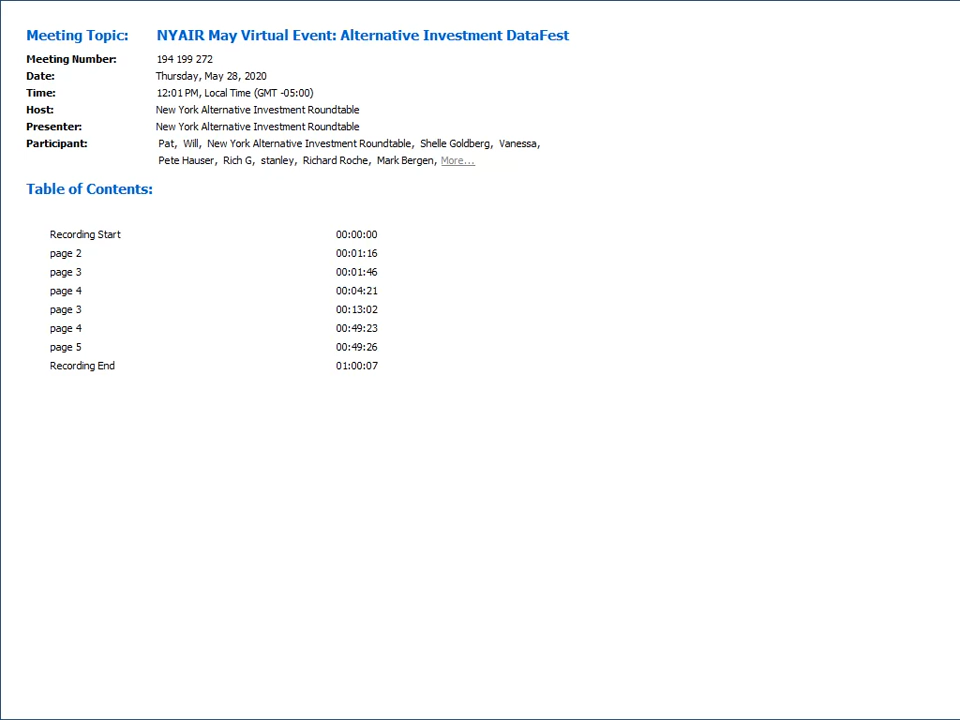 Meeting Topic: NYAIR May Virtual Event: Alternative Investment DataFest
Meeting Number: 194 199 272
Date: Thursday, May 28, 2020
Time: 12:01 PM, Local Time (GMT -05:00)
Host: New York Alternative Investment Roundtable
Presenter: New York Alternative Investment Roundtable
Participant: Pat, Will, New York Alternative Investment Roundtable, Shelle Goldberg, Vanessa,
Pete Hauser, Rich G, stanley, Richard Roche, Mark Bergen, More...
Table of Contents:
Recording Start 00:00:00
page 2 00:01:16
page 3 00:01:46
page 4 00:04:21
page 3 00:13:02
page 4 00:49:23
page 5 00:49:26
Recording End 01:00:07